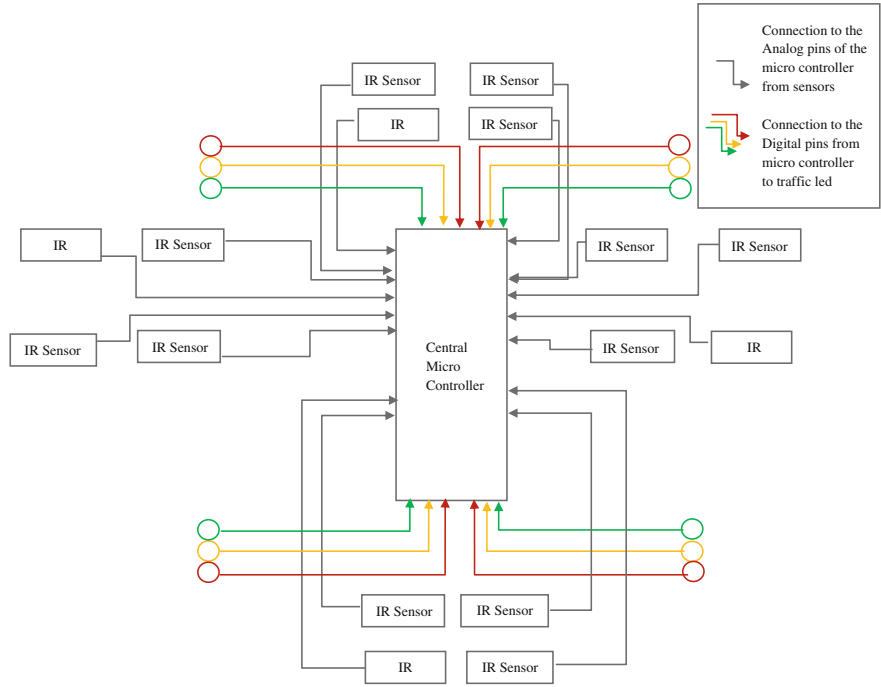 Connection to the
Analog pins of the
micro controller
from sensors
Connection to the
Digital pins from
micro controller
to traffic led
IR Sensor
IR Sensor
IR
IR Sensor
IR
IR Sensor
IR Sensor
IR Sensor
IR Sensor
IR Sensor
IR Sensor
IR
Central
Micro
Controller
IR Sensor
IR Sensor
IR
IR Sensor